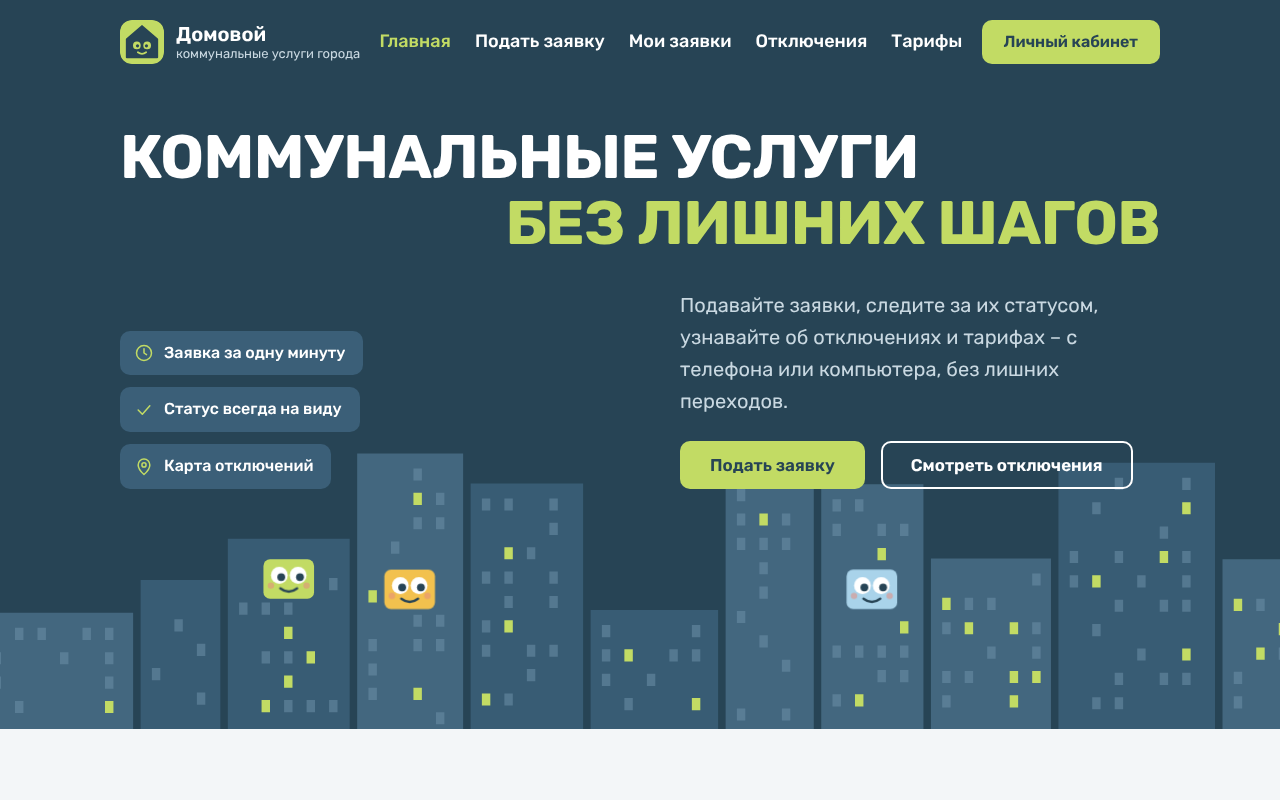 Домовой
коммунальные услуги города
Главная
Подать заявку
Мои заявки
Отключения
Тарифы
Личный кабинет
КОММУНАЛЬНЫЕ УСЛУГИ
БЕЗ ЛИШНИХ ШАГОВ
Заявка за одну минуту
Статус всегда на виду
Карта отключений
Подавайте заявки, следите за их статусом,
узнавайте об отключениях и тарифах – с
телефона или компьютера, без лишних
переходов.
Подать заявку
Смотреть отключения